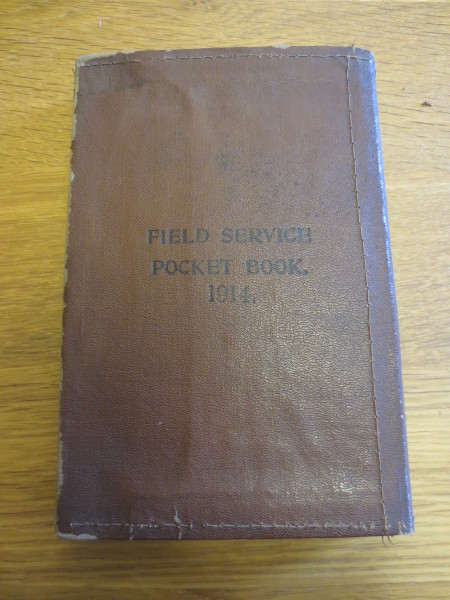 FIELD SERVICE
POCKET BOOK.
1914.